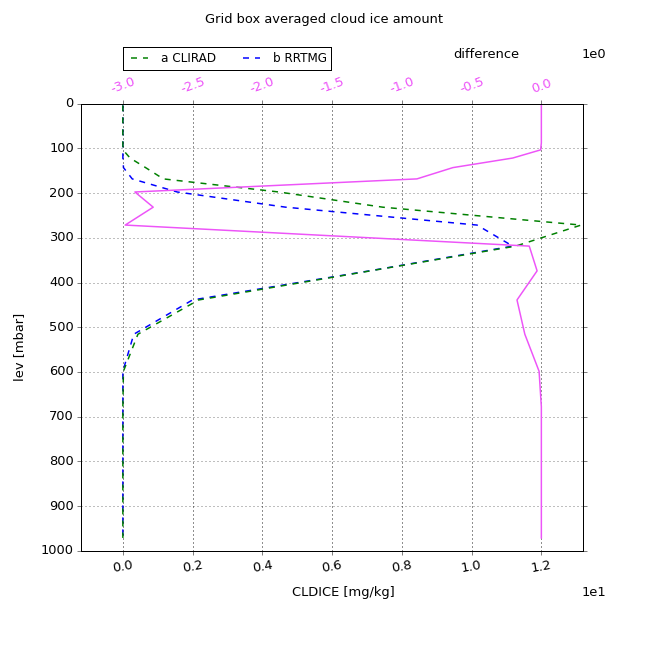 Grid box averaged cloud ice amount
a CLIRAD b RRTMG
difference 1e0
-3.0 -2.5 -2.0 -1.5 -1.0 -0.5 0.0
0
100
200
300
400
500
600
700
800
900
1000
lev [mbar]
0.0 0.2 0.4 0.6 0.8 1.0 1.2
CLDICE [mg/kg] 1e1